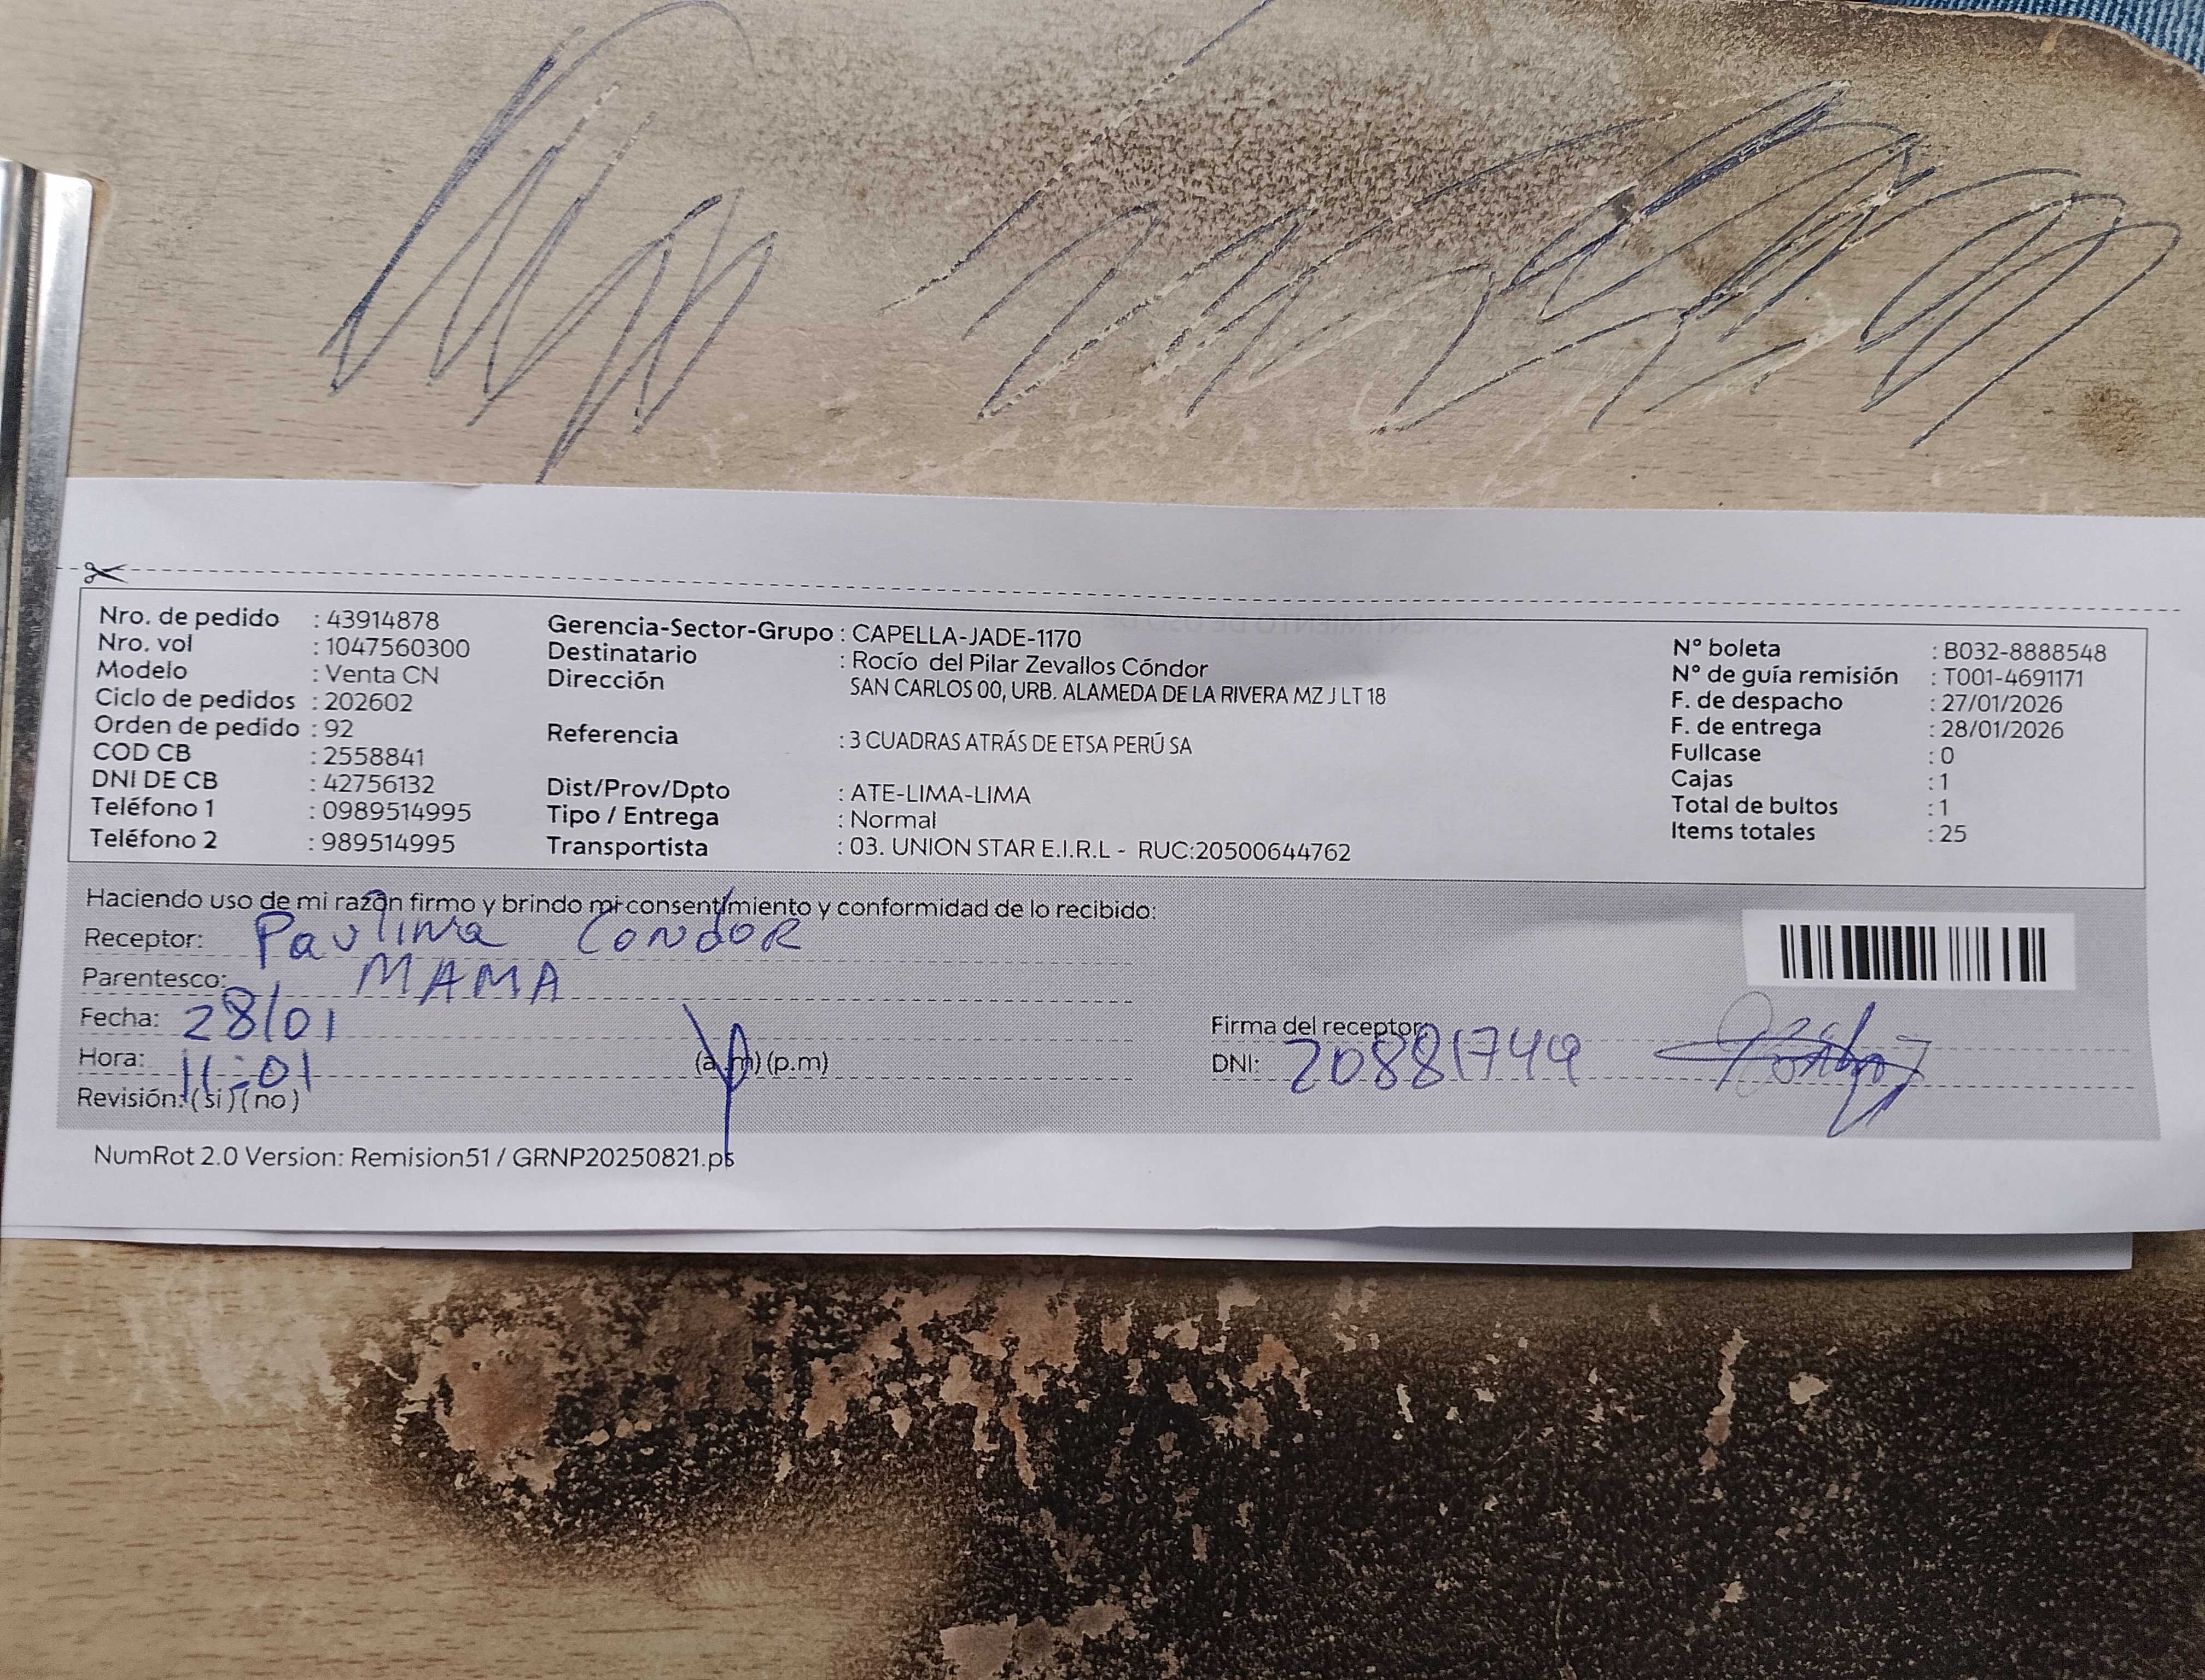 Nro. de pedido : 43914878
Nro. vol : 1047560300
Modelo : Venta CN
Ciclo de pedidos : 202602
Orden de pedido : 92
COD CB : 2558841
DNI DE CB : 42756132
Teléfono 1 : 0989514995
Teléfono 2 : 989514995
Gerencia-Sector-Grupo : CAPELLA-JADE-1170
Destinatario : Rocío del Pilar Zevallos Cóndor
Dirección SAN CARLOS 00, URB. ALAMEDA DE LA RIVERA MZ J LT 18
Referencia : 3 CUADRAS ATRÁS DE ETSA PERÚ SA
Dist/Prov/Dpto : ATE-LIMA-LIMA
Tipo / Entrega : Normal
Transportista : 03. UNION STAR E.I.R.L - RUC:20500644762
N° boleta : B032-8888548
N° de guía remisión : T001-4691171
F. de despacho : 27/01/2026
F. de entrega : 28/01/2026
Fullcase : 0
Cajas : 1
Total de bultos : 1
Items totales : 25
Haciendo uso de mi razón firmo y brindo mi consentimiento y conformidad de lo recibido:
Receptor: Paulina Condor
Parentesco: MAMA
Fecha: 28/01
Hora: 11:01 (a.m) (p.m)
Revisión: (si) (no)
Firma del receptor:
DNI: 20881749
NumRot 2.0 Version: Remision51 / GRNP20250821.ps